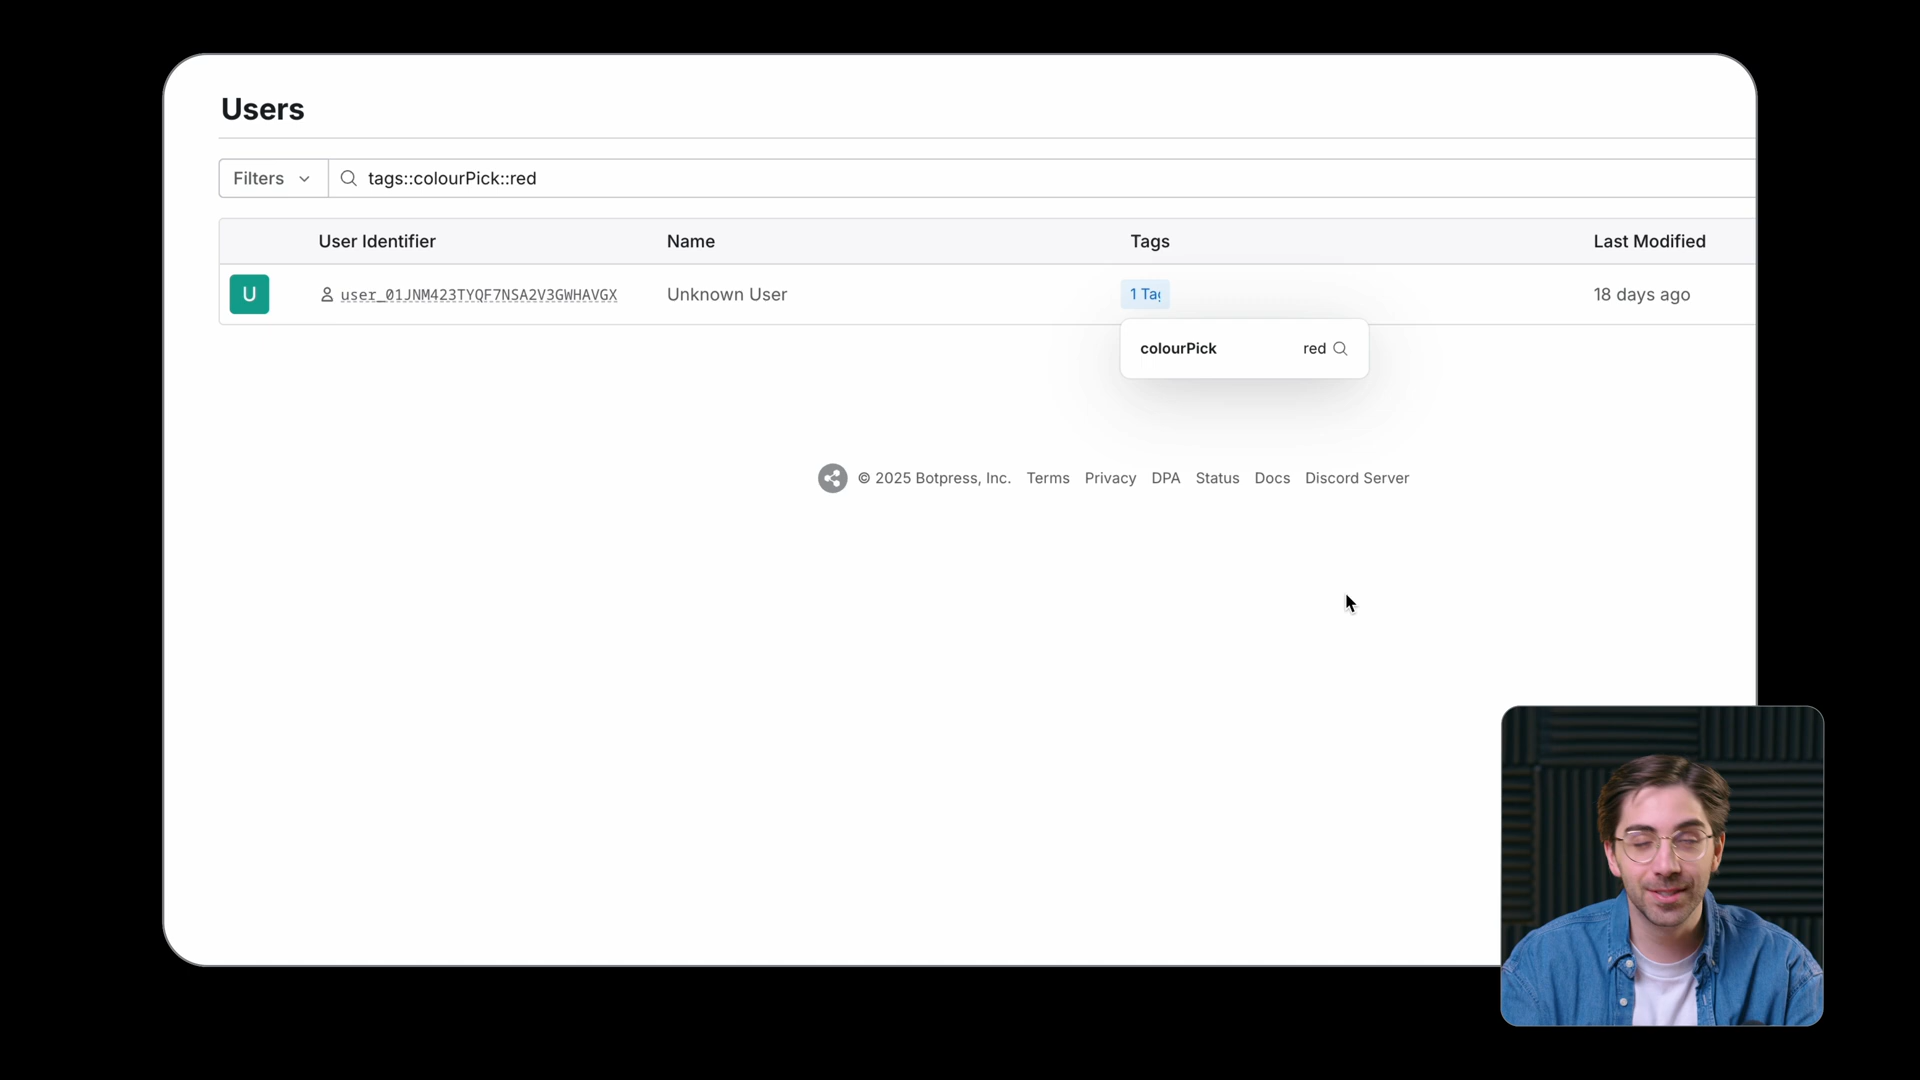 Users
Filters
tags::colourPick::red
User Identifier Name Tags Last Modified
U user_01JNM423TYQF7NSA2V3GWHAVGX Unknown User 1 Tag 18 days ago
colourPick red
© 2025 Botpress, Inc. Terms Privacy DPA Status Docs Discord Server